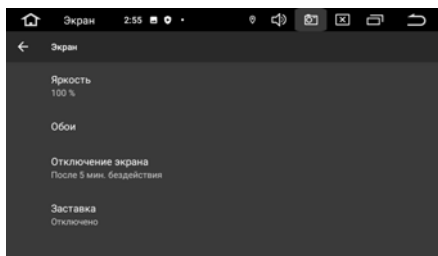 Экран 2:55
Экран
Яркость
100 %
Обои
Отключение экрана
После 5 мин. бездействия
Заставка
Отключено